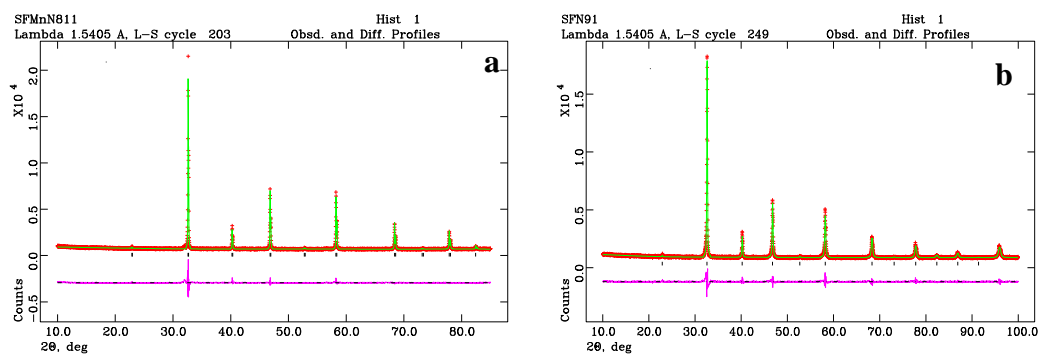 SFMnN811 Hist 1
Lambda 1.5405 A, L-S cycle 203 Obsd. and Diff. Profiles
a
X10 4
Counts
2.0
1.5
1.0
0.5
0.0
-0.5
10.0 20.0 30.0 40.0 50.0 60.0 70.0 80.0
2θ, deg
SFN91 Hist 1
Lambda 1.5405 A, L-S cycle 249 Obsd. and Diff. Profiles
b
X10 4
Counts
1.5
1.0
0.5
0.0
10.0 20.0 30.0 40.0 50.0 60.0 70.0 80.0 90.0 100.0
2θ, deg